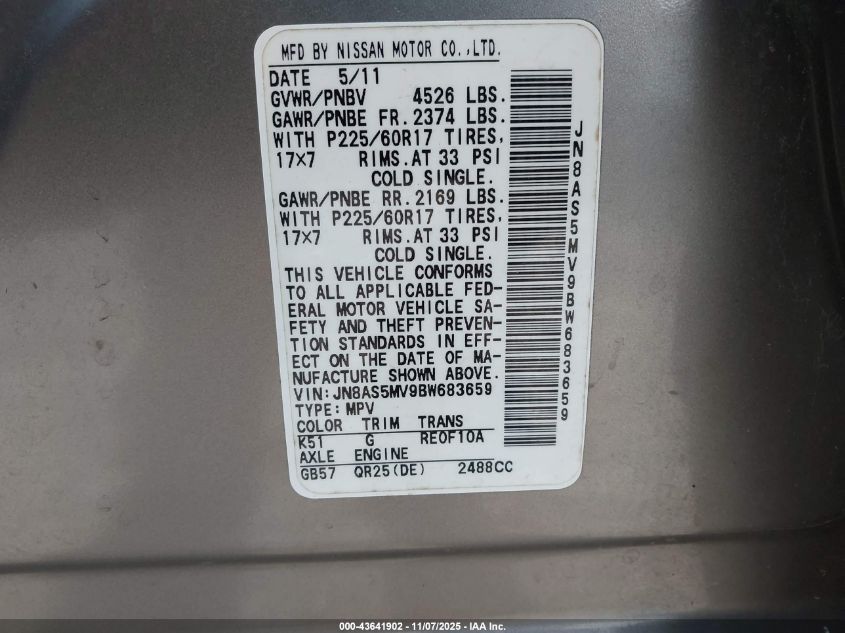 MFD BY NISSAN MOTOR CO.,LTD.
DATE 5/11
GVWR/PNBV 4526 LBS.
GAWR/PNBE FR. 2374 LBS.
WITH P225/60R17 TIRES,
17×7 RIMS.AT 33 PSI
COLD SINGLE.
GAWR/PNBE RR. 2169 LBS.
WITH P225/60R17 TIRES,
17×7 RIMS.AT 33 PSI
COLD SINGLE.
THIS VEHICLE CONFORMS
TO ALL APPLICABLE FED-
ERAL MOTOR VEHICLE SA-
FETY AND THEFT PREVEN-
TION STANDARDS IN EFF-
ECT ON THE DATE OF MA-
NUFACTURE SHOWN ABOVE.
VIN:JN8AS5MV9BW683659
TYPE:MPV
COLOR TRIM TRANS
K51 G RE0F10A
AXLE ENGINE
GB57 QR25(DE) 2488CC
JN8AS5MV9BW683659
000-43641902 - 11/07/2025 - IAA Inc.